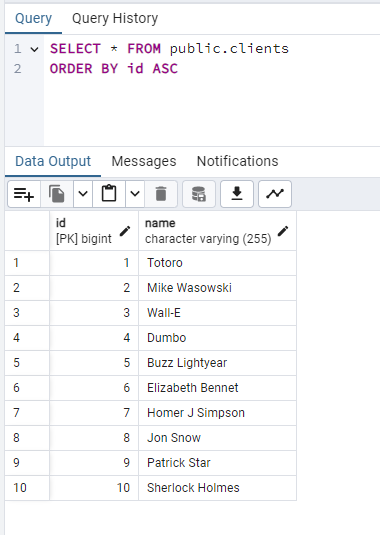 Query Query History
1 SELECT * FROM public.clients
2 ORDER BY id ASC
Data Output Messages Notifications
id name
[PK] bigint character varying (255)
1 1 Totoro
2 2 Mike Wasowski
3 3 Wall-E
4 4 Dumbo
5 5 Buzz Lightyear
6 6 Elizabeth Bennet
7 7 Homer J Simpson
8 8 Jon Snow
9 9 Patrick Star
10 10 Sherlock Holmes